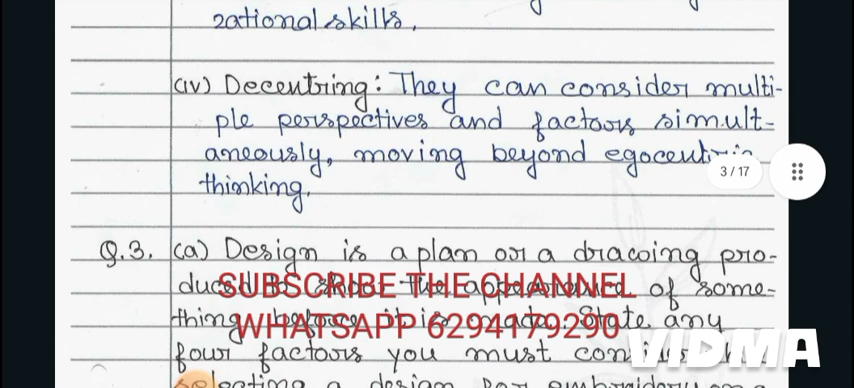 zational skills.
(iv) Decentring: They can consider multi-
ple perspectives and factors simult-
aneously, moving beyond egocentric
thinking.
3 / 17
Q.3. (a) Design is a plan or a drawing pro-
duced to show the appearance of some-
SUBSCRIBE THE CHANNEL
thing before it is made. State any
WHATSAPP 6294179290
four factors you must consider
VIDMA
selecting a design for embroidery on a